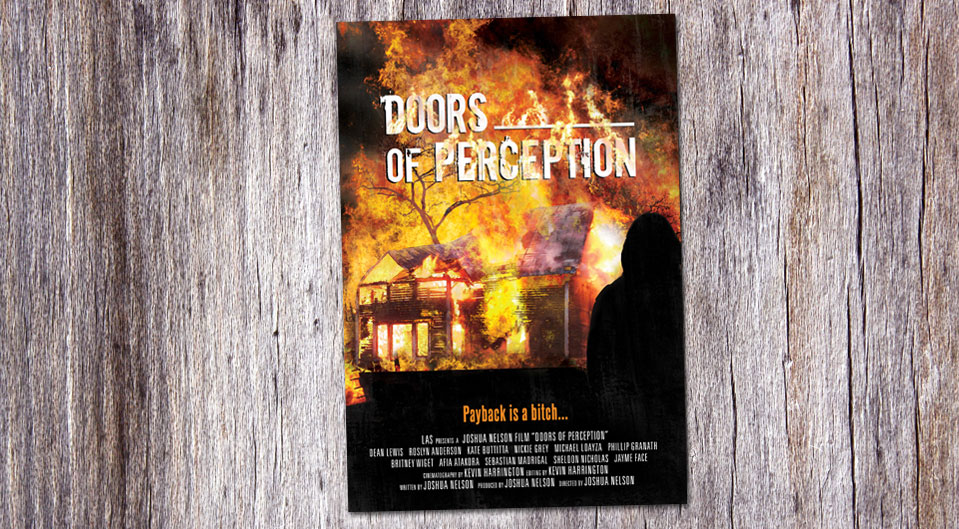 DOORS
OF PERCEPTION
Payback is a bitch...
LAS PRESENTS A JOSHUA NELSON FILM "DOORS OF PERCEPTION"
DEAN LEWIS ROSLYN ANDERSON KATE BUTTITTA NICKIE GREY MICHAEL LOAYZA PHILLIP GRANATH
BRITNEY WIGET AFIA ATAKORA SEBASTIAN MADRIGAL SHELDON NICHOLAS JAYME FACE
CINEMATOGRAPHY BY KEVIN HARRINGTON EDITING BY KEVIN HARRINGTON
WRITTEN BY JOSHUA NELSON PRODUCED BY JOSHUA NELSON DIRECTED BY JOSHUA NELSON